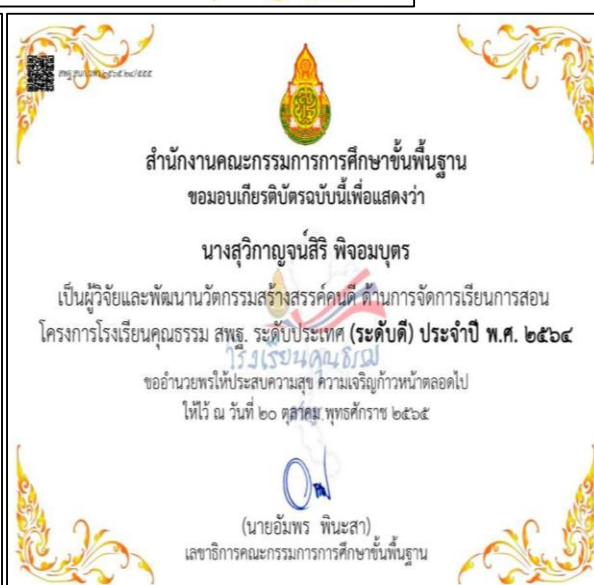 สำนักงานคณะกรรมการการศึกษาขั้นพื้นฐาน
ขอมอบเกียรติบัตรฉบับนี้เพื่อแสดงว่า
นางสุวิกาญจน์สิริ พิจอมบุตร
เป็นผู้วิจัยและพัฒนานวัตกรรมสร้างสรรค์คนดี ด้านการจัดการเรียนการสอน
โครงการโรงเรียนคุณธรรม สพฐ. ระดับประเทศ (ระดับดี) ประจำปี พ.ศ. ๒๕๖๔
โรงเรียนคุณธรรม
ขออำนวยพรให้ประสบความสุข ความเจริญก้าวหน้าตลอดไป
ให้ไว้ ณ วันที่ ๒๐ ตุลาคม พุทธศักราช ๒๕๖๕
(นายอัมพร พินะสา)
เลขาธิการคณะกรรมการการศึกษาขั้นพื้นฐาน